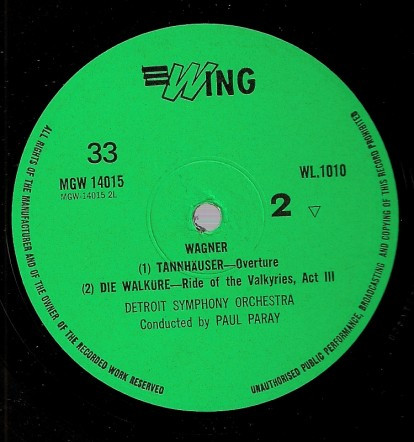 WING
33
MGW 14015
MGW-14015 2L
WL.1010
2
WAGNER
(1) TANNHÄUSER—Overture
(2) DIE WALKURE—Ride of the Valkyries, Act III
DETROIT SYMPHONY ORCHESTRA
Conducted by PAUL PARAY
ALL RIGHTS OF THE MANUFACTURER AND OF THE OWNER OF THE RECORDED WORK RESERVED
UNAUTHORISED PUBLIC PERFORMANCE, BROADCASTING AND COPYING OF THIS RECORD PROHIBITED